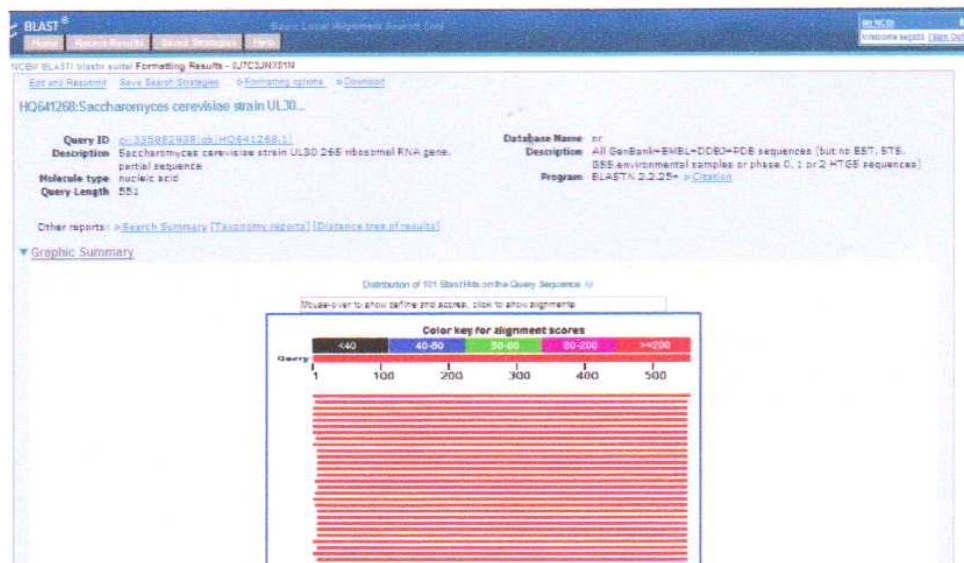 BLAST®
Basic Local Alignment Search Tool
My NCBI
Home Recent Results Saved Strategies Help
NCBI/ BLAST/ blastn suite/ Formatting Results -
Edit and Resubmit Save Search Strategies Formatting options Download
HQ641268:Saccharomyces cerevisiae strain UL30...
Query ID gi|335882938|gb|HQ641268.1|
Description Saccharomyces cerevisiae strain UL30 26S ribosomal RNA gene,
partial sequence
Molecule type nucleic acid
Query Length 551
Database Name nr
Description All GenBank+EMBL+DDBJ+PDB sequences (but no EST, STS,
GSS,environmental samples or phase 0, 1 or 2 HTGS sequences)
Program BLASTN 2.2.25+ Citation
Other reports: Search Summary [Taxonomy reports] [Distance tree of results]
Graphic Summary
Distribution of 101 Blast Hits on the Query Sequence
Mouse-over to show define and scores, click to show alignments
Color key for alignment scores
<40 40-50 50-80 80-200 >=200
Query
1 100 200 300 400 500